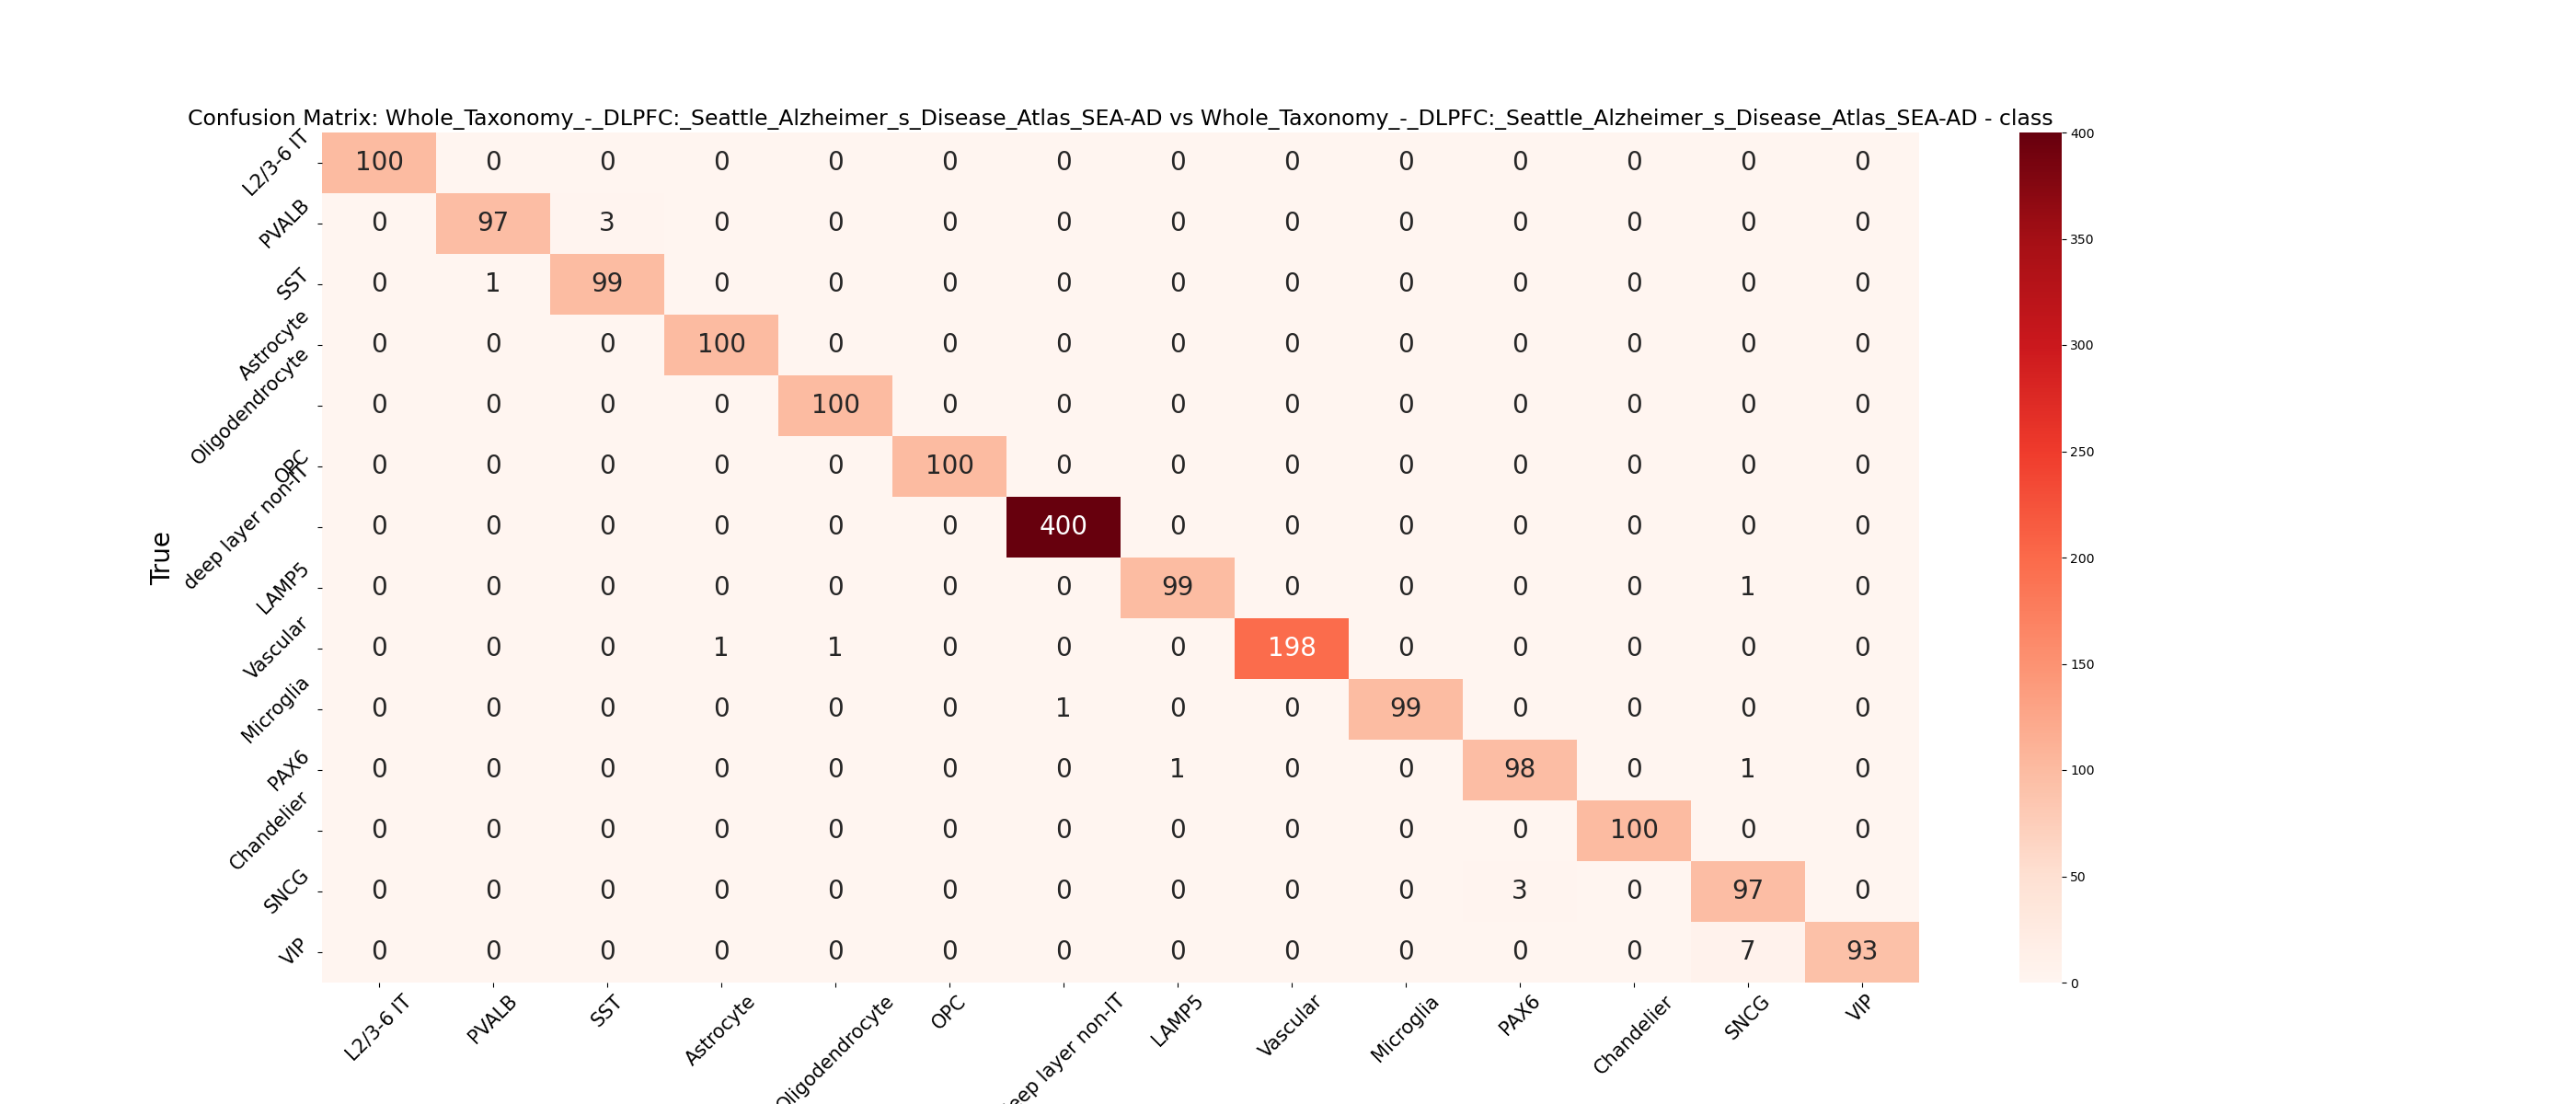 Confusion Matrix: Whole_Taxonomy_-_DLPFC:_Seattle_Alzheimer_s_Disease_Atlas_SEA-AD vs Whole_Taxonomy_-_DLPFC:_Seattle_Alzheimer_s_Disease_Atlas_SEA-AD - class
True
L2/3-6 IT 100 0 0 0 0 0 0 0 0 0 0 0 0 0
PVALB 0 97 3 0 0 0 0 0 0 0 0 0 0 0
SST 0 1 99 0 0 0 0 0 0 0 0 0 0 0
Astrocyte 0 0 0 100 0 0 0 0 0 0 0 0 0 0
Oligodendrocyte 0 0 0 0 100 0 0 0 0 0 0 0 0 0
OPC 0 0 0 0 0 100 0 0 0 0 0 0 0 0
deep layer non-IT 0 0 0 0 0 0 400 0 0 0 0 0 0 0
LAMP5 0 0 0 0 0 0 0 99 0 0 0 0 1 0
Vascular 0 0 0 1 1 0 0 0 198 0 0 0 0 0
Microglia 0 0 0 0 0 0 1 0 0 99 0 0 0 0
PAX6 0 0 0 0 0 0 0 1 0 0 98 0 1 0
Chandelier 0 0 0 0 0 0 0 0 0 0 0 100 0 0
SNCG 0 0 0 0 0 0 0 0 0 0 3 0 97 0
VIP 0 0 0 0 0 0 0 0 0 0 0 0 7 93
L2/3-6 IT PVALB SST Astrocyte Oligodendrocyte OPC layer non-IT LAMP5 Vascular Microglia PAX6 Chandelier SNCG VIP
400
350
300
250
200
150
100
50
0